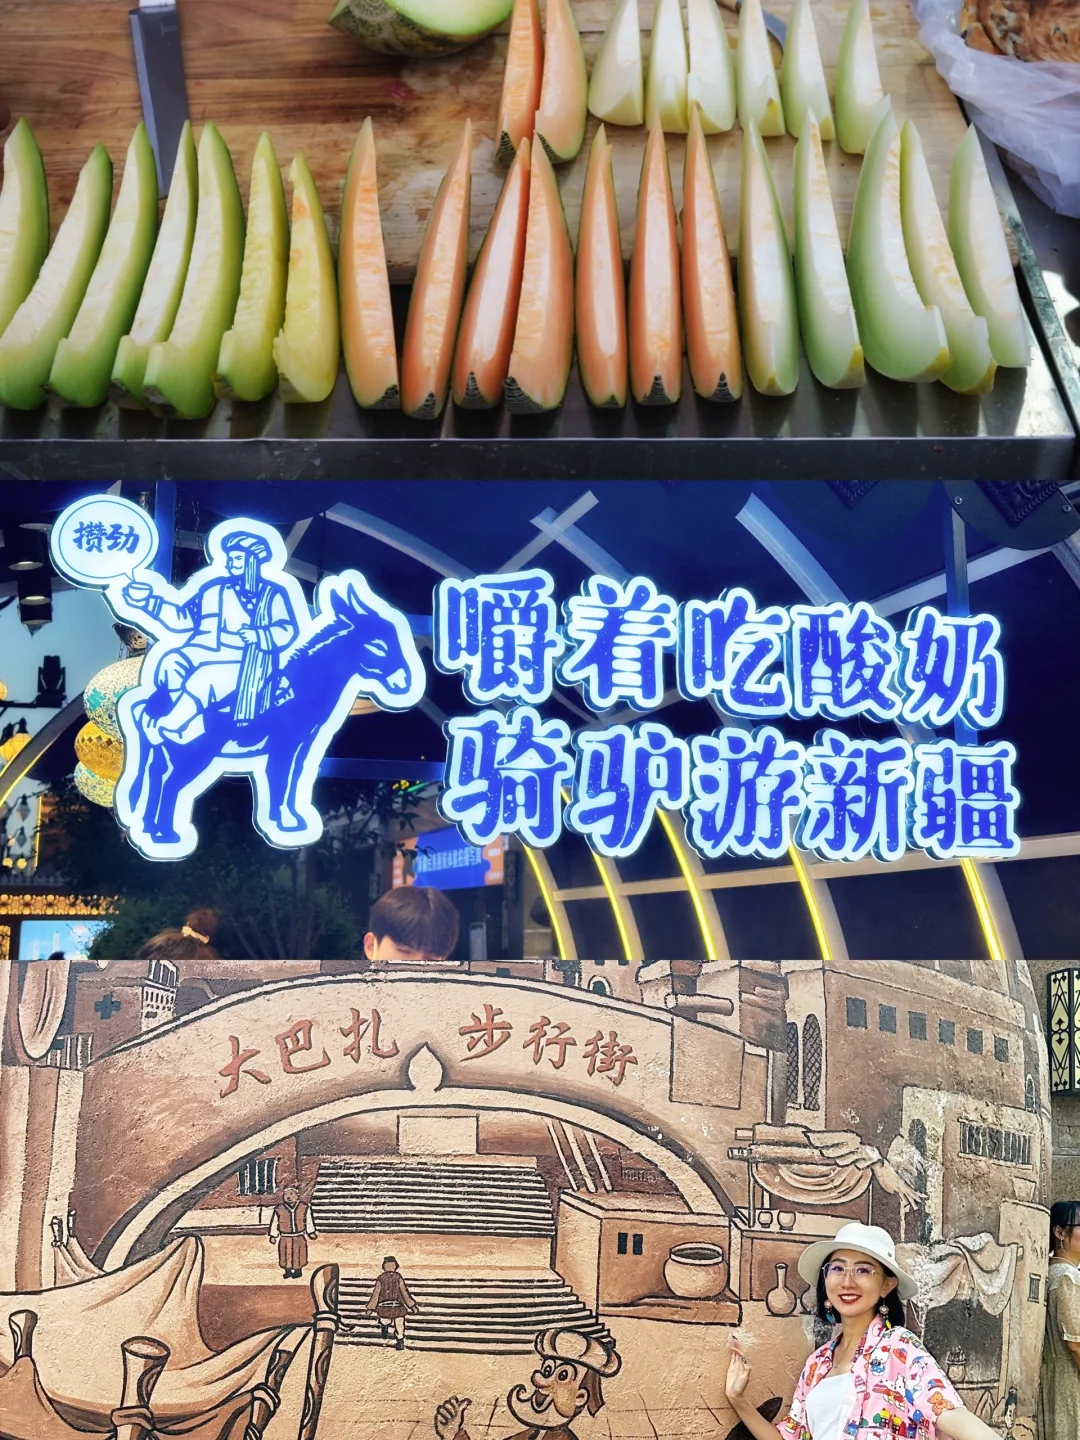 攒劲
嚼着吃酸奶
骑驴游新疆
大巴扎 步行街